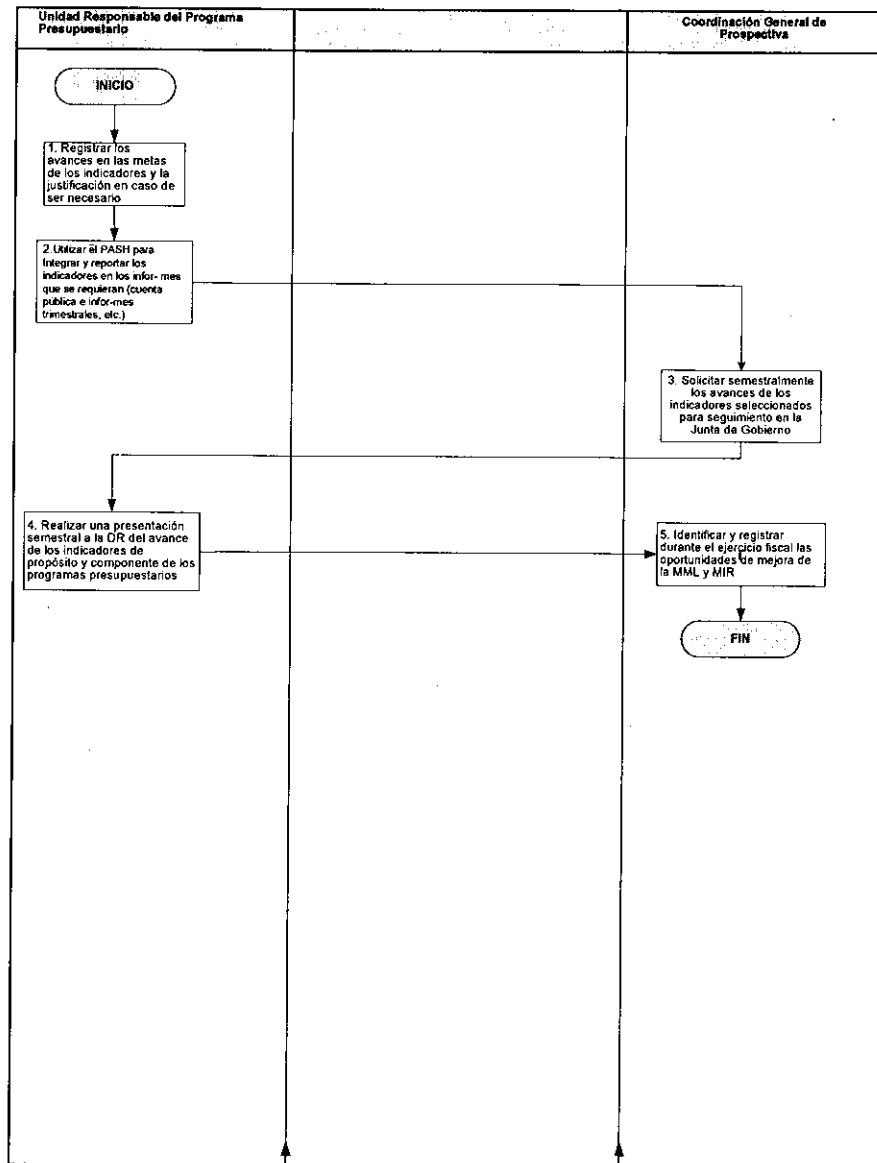 Unidad Responsable del Programa
Presupuestario
Coordinación General de
Prospectiva
INICIO
1. Registrar los
avances en las metas
de los indicadores y la
justificación en caso de
ser necesario
2.Utilizar el PASH para
Integrar y reportar los
indicadores en los infor- mes
que se requieran (cuenta
pública e infor-mes
trimestrales, etc.)
3. Solicitar semestralmente
los avances de los
indicadores seleccionados
para seguimiento en la
Junta de Gobierno
4. Realizar una presentación
semestral a la DR del avance
de los indicadores de
propósito y componente de los
programas presupuestarios
5. Identificar y registrar
durante el ejercicio fiscal las
oportunidades de mejora de
la MML y MIR
FIN